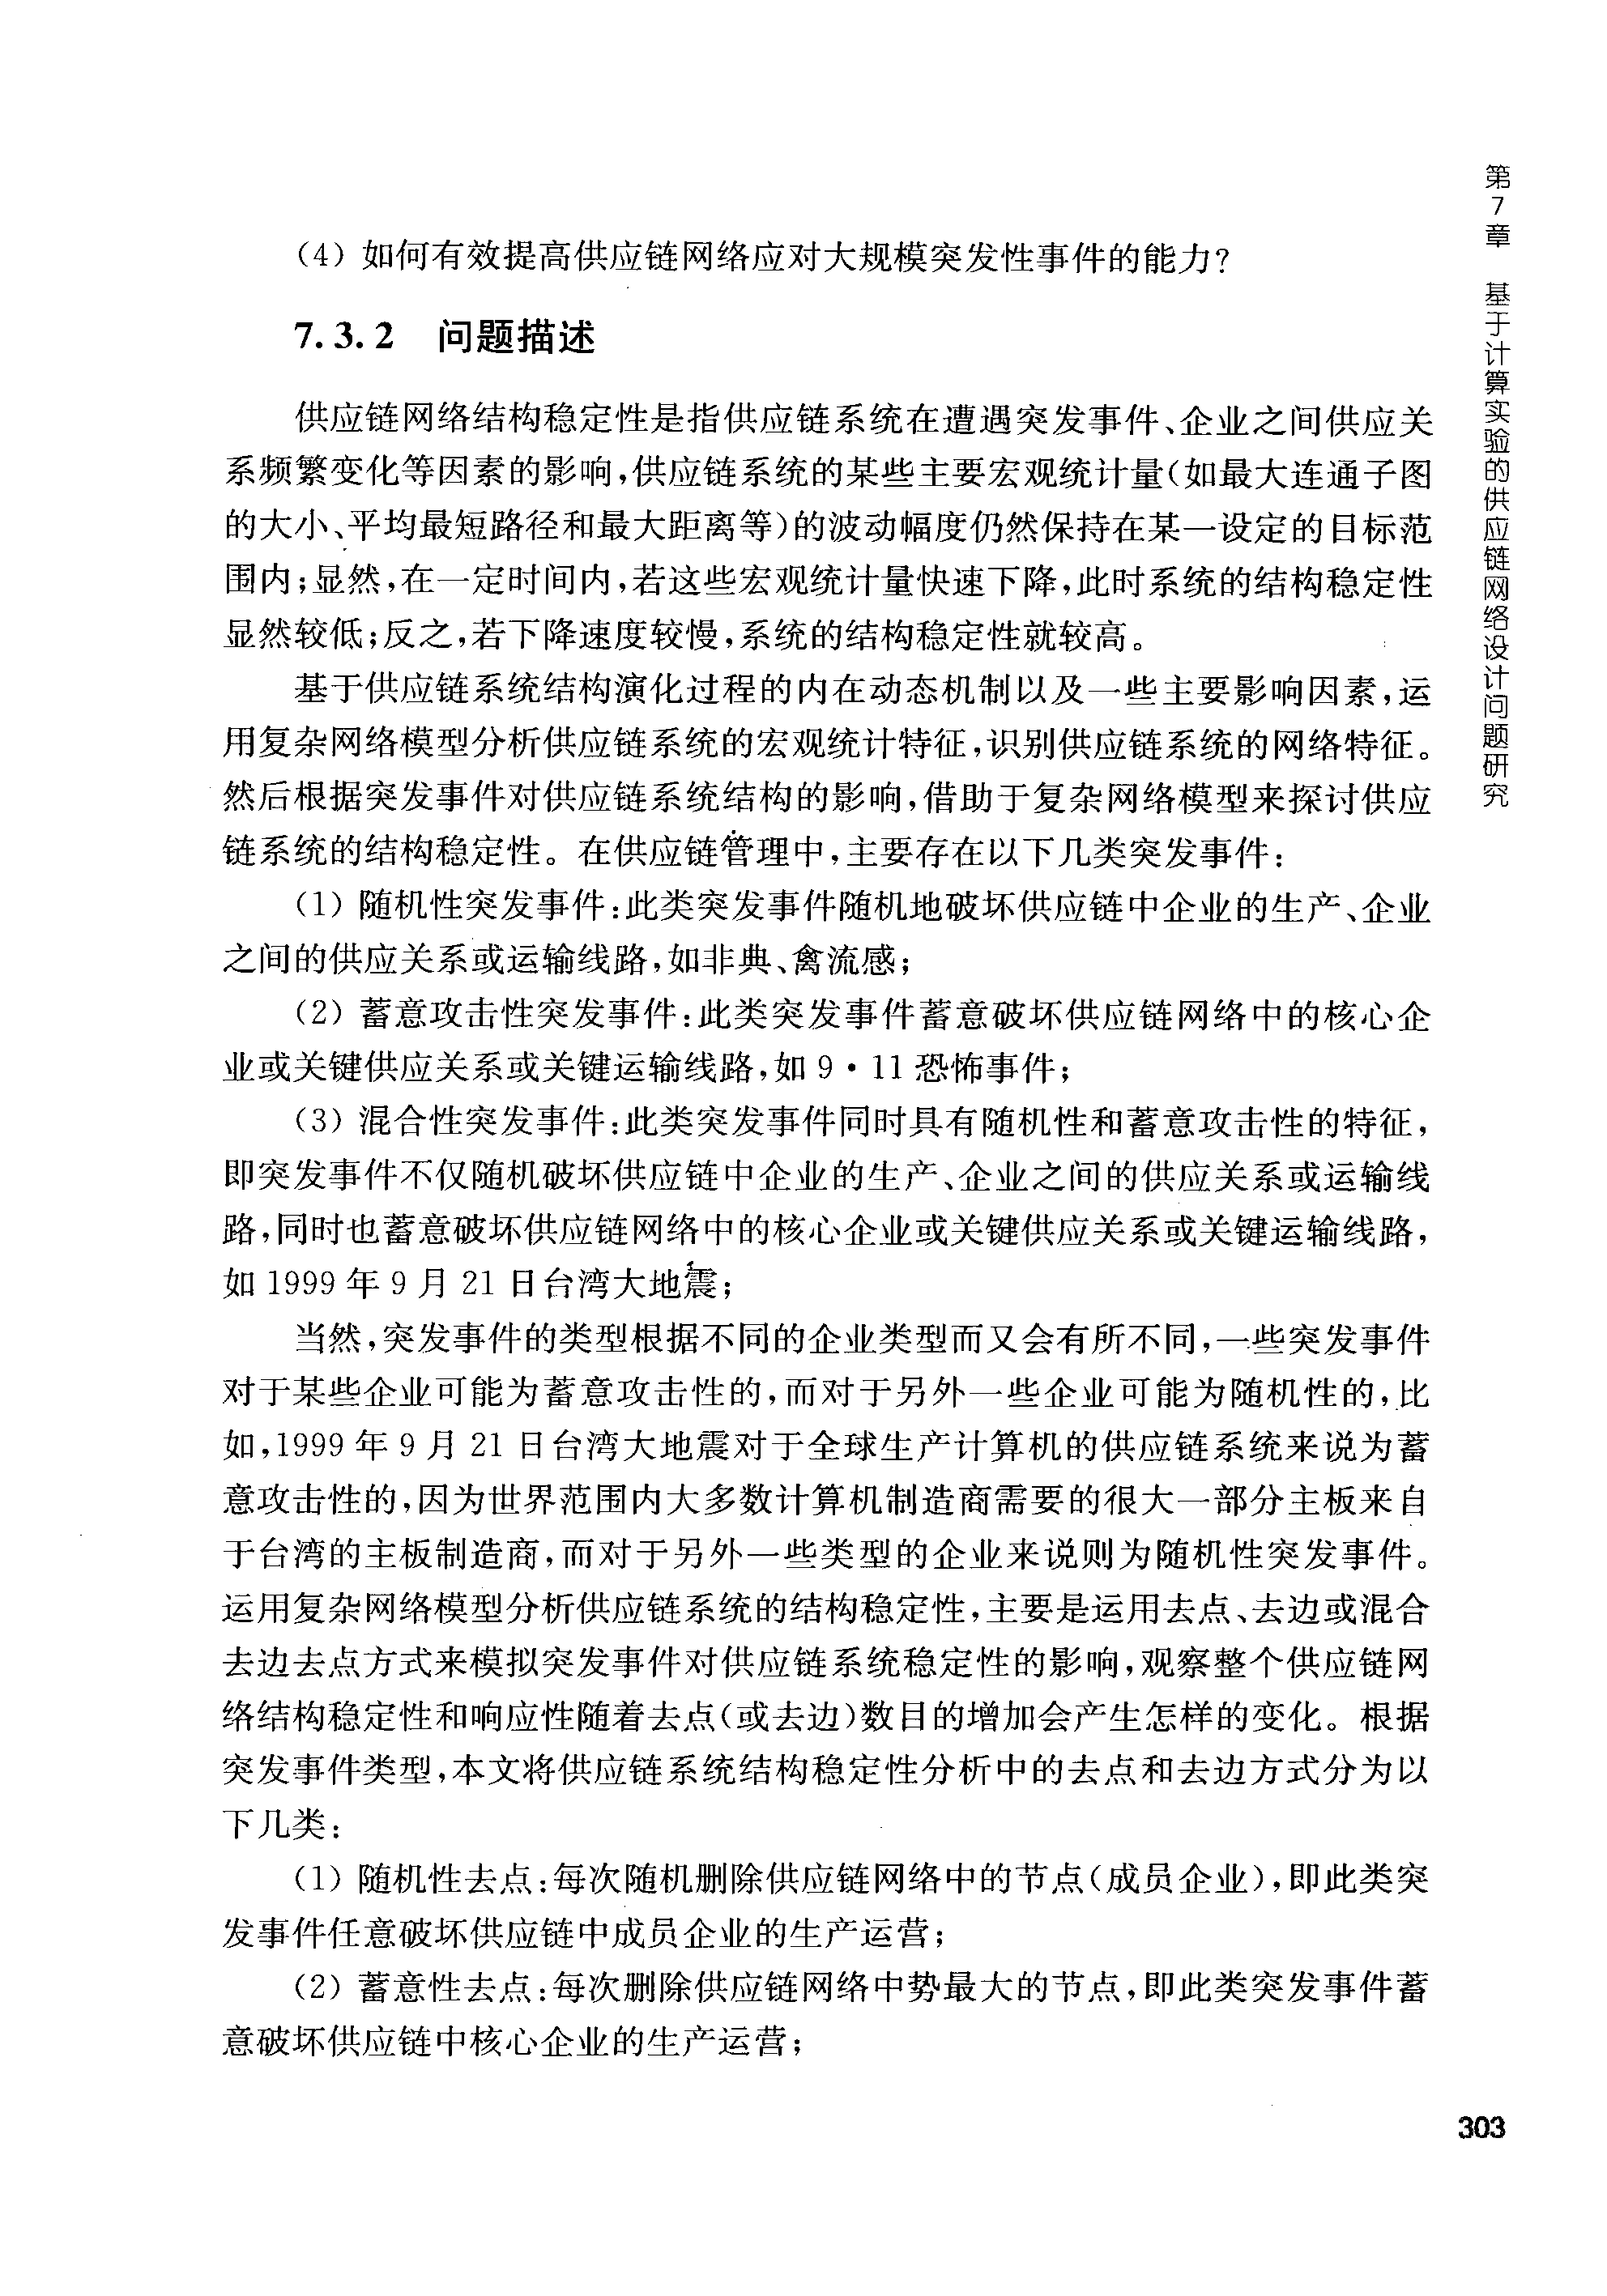 (4) 如何有效提高供应链网络应对大规模突发性事件的能力?
7.3.2 问题描述
供应链网络结构稳定性是指供应链系统在遭遇突发事件、企业之间供应关
系频繁变化等因素的影响,供应链系统的某些主要宏观统计量(如最大连通子图
的大小、平均最短路径和最大距离等)的波动幅度仍然保持在某一设定的目标范
围内;显然,在一定时间内,若这些宏观统计量快速下降,此时系统的结构稳定性
显然较低;反之,若下降速度较慢,系统的结构稳定性就较高。
基于供应链系统结构演化过程的内在动态机制以及一些主要影响因素,运
用复杂网络模型分析供应链系统的宏观统计特征,识别供应链系统的网络特征。
然后根据突发事件对供应链系统结构的影响,借助于复杂网络模型来探讨供应
链系统的结构稳定性。在供应链管理中,主要存在以下几类突发事件:
(1) 随机性突发事件:此类突发事件随机地破坏供应链中企业的生产、企业
之间的供应关系或运输线路,如非典、禽流感;
(2) 蓄意攻击性突发事件:此类突发事件蓄意破坏供应链网络中的核心企
业或关键供应关系或关键运输线路,如 9·11 恐怖事件;
(3) 混合性突发事件:此类突发事件同时具有随机性和蓄意攻击性的特征,
即突发事件不仅随机破坏供应链中企业的生产、企业之间的供应关系或运输线
路,同时也蓄意破坏供应链网络中的核心企业或关键供应关系或关键运输线路,
如 1999 年 9 月 21 日台湾大地震;
当然,突发事件的类型根据不同的企业类型而又会有所不同,一些突发事件
对于某些企业可能为蓄意攻击性的,而对于另外一些企业可能为随机性的,比
如,1999 年 9 月 21 日台湾大地震对于全球生产计算机的供应链系统来说为蓄
意攻击性的,因为世界范围内大多数计算机制造商需要的很大一部分主板来自
于台湾的主板制造商,而对于另外一些类型的企业来说则为随机性突发事件。
运用复杂网络模型分析供应链系统的结构稳定性,主要是运用去点、去边或混合
去边去点方式来模拟突发事件对供应链系统稳定性的影响,观察整个供应链网
络结构稳定性和响应性随着去点(或去边)数目的增加会产生怎样的变化。根据
突发事件类型,本文将供应链系统结构稳定性分析中的去点和去边方式分为以
下几类:
(1) 随机性去点:每次随机删除供应链网络中的节点(成员企业),即此类突
发事件任意破坏供应链中成员企业的生产运营;
(2) 蓄意性去点:每次删除供应链网络中势最大的节点,即此类突发事件蓄
意破坏供应链中核心企业的生产运营;
第7章 基于计算实验的供应链网络设计问题研究
303